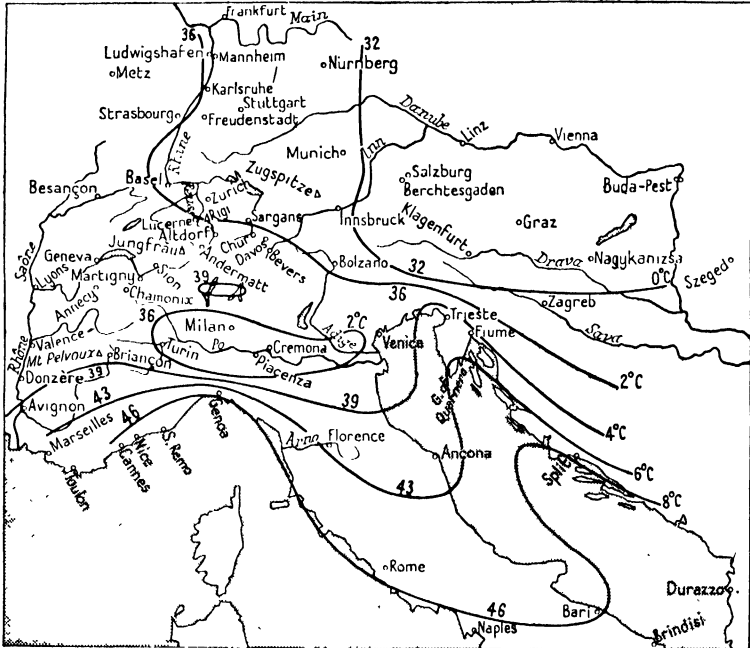 Frankfurt
Main
36
32
Ludwigshafen
Mannheim
Nürnberg
Metz
Karlsruhe
Stuttgart
Strasbourg
Freudenstadt
Danube
Linz
Vienna
Rhine
Munich
Inn
Zugspitze
Salzburg
Berchtesgaden
Buda-Pest
Basel
Besançon
Zurich
Lucerne
Rigi
Sargans
Innsbruck
Klagenfurt
Graz
Altdorf
Jungfrau
Chur
Davos
Bevers
Andermatt
Saône
Geneva
Lyons
Martigny
Sion
Bolzano
Drava
Nagykanizsa
Szeged
Annecy
Chamonix
39
32
0°C
36
Zagreb
Sava
36
Milan
2°C
Adige
Trieste
Fiume
Valence
Rhône
Mt Pelvoux
Briançon
Turin
Po
Cremona
Piacenza
Venice
G. of
Quarnero
Donzère
39
2°C
43
39
Avignon
46
Genoa
4°C
Marseilles
Nice
S. Remo
Cannes
Toulon
Arno
Florence
Ancona
Split
6°C
43
8°C
Rome
46
Bari
Durazzo
Naples
Brindisi